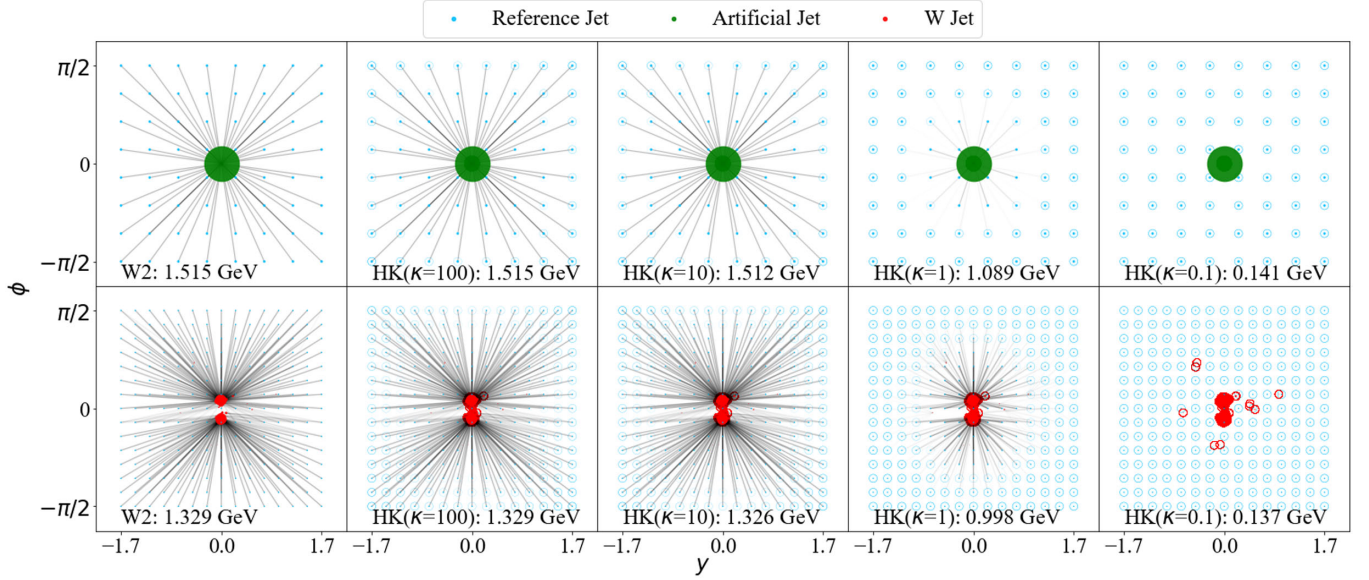 Reference Jet Artificial Jet W Jet
π/2
0
−π/2
W2: 1.515 GeV HK(κ=100): 1.515 GeV HK(κ=10): 1.512 GeV HK(κ=1): 1.089 GeV HK(κ=0.1): 0.141 GeV
ϕ
π/2
0
−π/2
W2: 1.329 GeV HK(κ=100): 1.329 GeV HK(κ=10): 1.326 GeV HK(κ=1): 0.998 GeV HK(κ=0.1): 0.137 GeV
−1.7 0.0 1.7 −1.7 0.0 1.7 −1.7 0.0 1.7 −1.7 0.0 1.7 −1.7 0.0 1.7
y